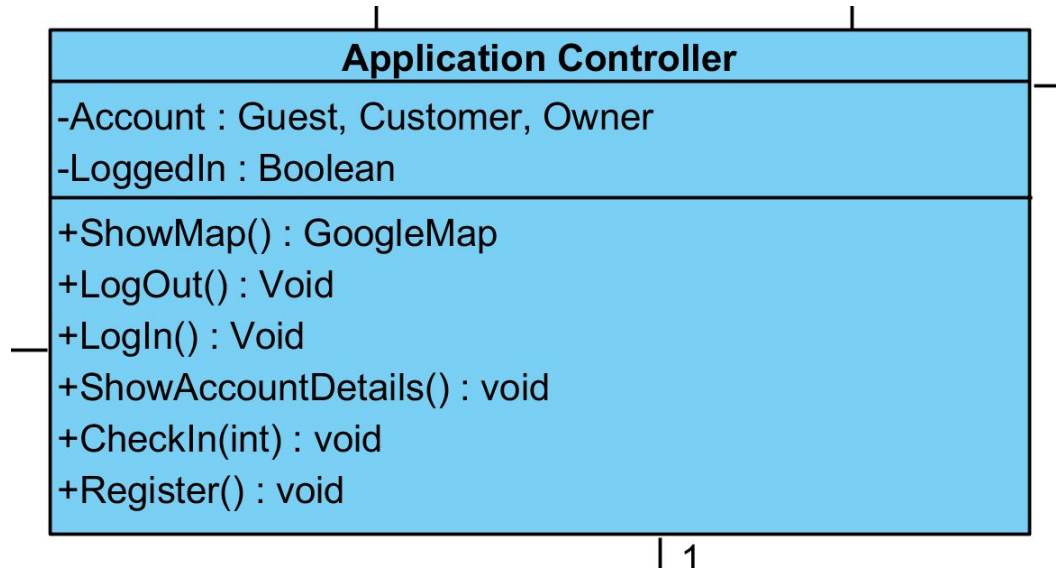 Application Controller
-Account : Guest, Customer, Owner
-LoggedIn : Boolean
+ShowMap() : GoogleMap
+LogOut() : Void
+LogIn() : Void
+ShowAccountDetails() : void
+CheckIn(int) : void
+Register() : void
1